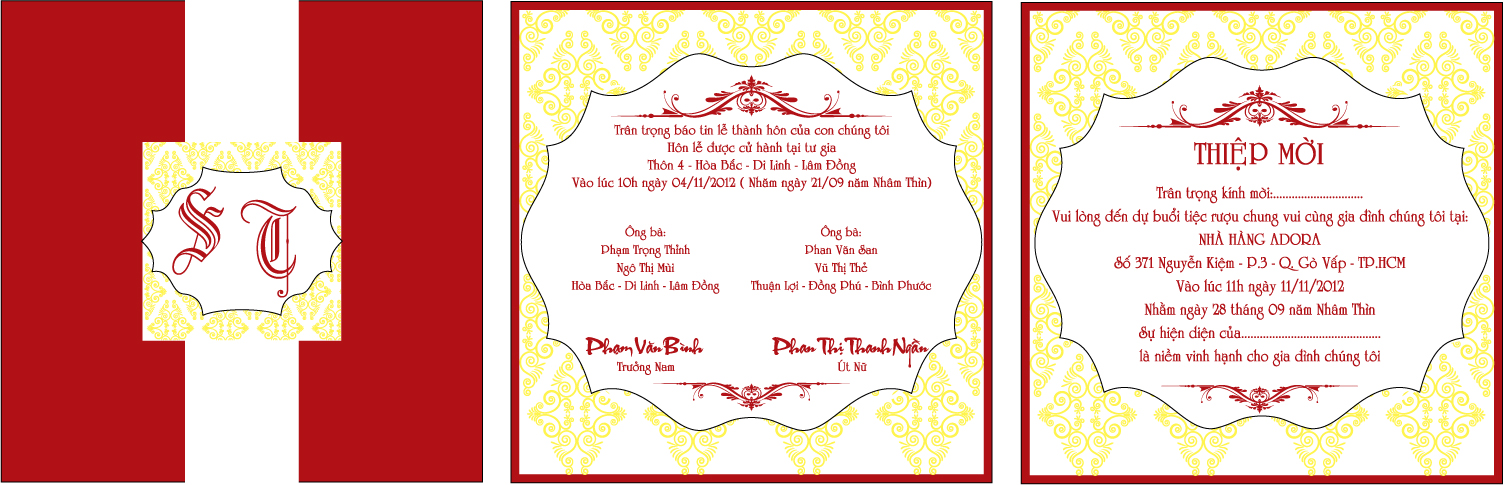 S T
Trân trọng báo tin lễ thành hôn của con chúng tôi
Hôn lễ được cử hành tại tư gia
Thôn 4 - Hòa Bắc - Di Linh - Lâm Đồng
Vào lúc 10h ngày 04/11/2012 ( Nhăm ngày 21/09 năm Nhâm Thìn)
Ông bà:
Phạm Trọng Thỉnh
Ngô Thị Mùi
Hòa Bắc - Di Linh - Lâm Đồng
Ông bà:
Phan Văn San
Vũ Thị Thẻ
Thuận Lợi - Đồng Phú - Bình Phước
Phạm Văn Bình
Trưởng Nam
Phan Thị Thanh Ngần
Út Nữ
THIỆP MỜI
Trân trọng kính mời:..............................
Vui lòng đến dự buổi tiệc rượu chung vui cùng gia đình chúng tôi tại:
NHÀ HÀNG ADORA
Số 371 Nguyễn Kiệm - P.3 - Q. Gò Vấp - TP.HCM
Vào lúc 11h ngày 11/11/2012
Nhằm ngày 28 tháng 09 năm Nhâm Thìn
Sự hiện diện của..............................................
là niềm vinh hạnh cho gia đình chúng tôi